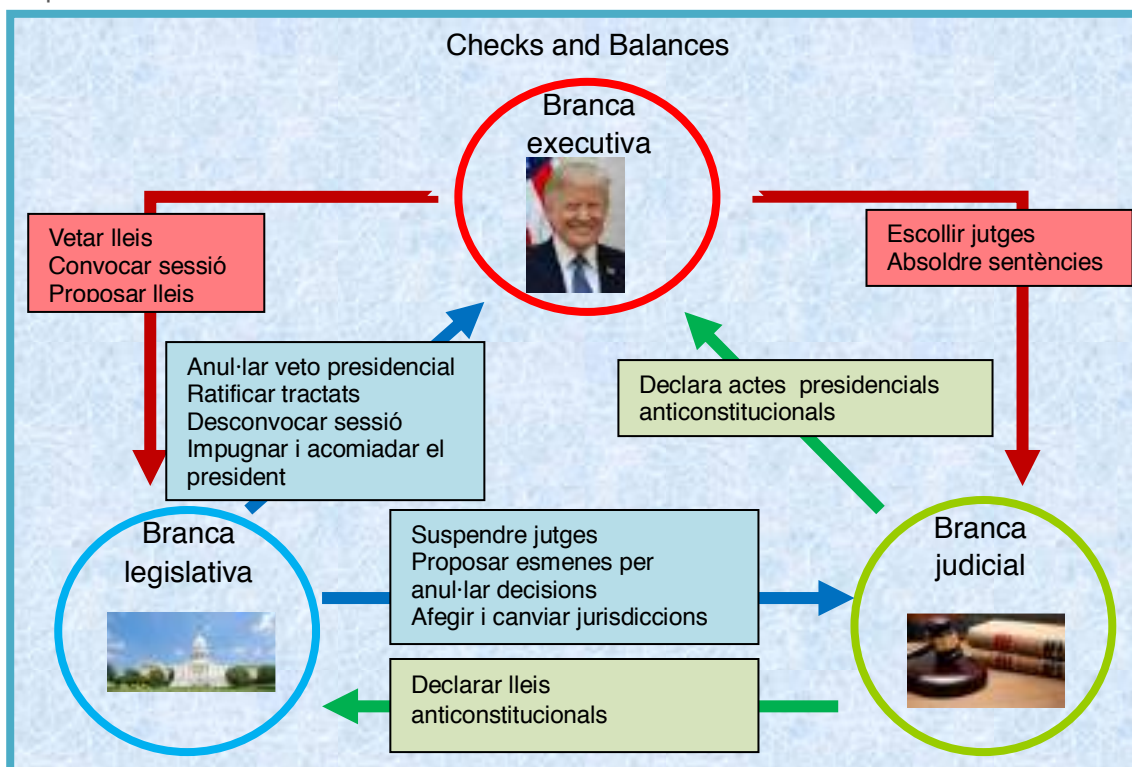 Checks and Balances
Branca
executiva
Vetar lleis
Convocar sessió
Proposar lleis
Escollir jutges
Absoldre sentències
Anul·lar veto presidencial
Ratificar tractats
Desconvocar sessió
Impugnar i acomiadar el
president
Declara actes presidencials
anticonstitucionals
Branca
legislativa
Suspendre jutges
Proposar esmenes per
anul·lar decisions
Afegir i canviar jurisdiccions
Branca
judicial
Declarar lleis
anticonstitucionals